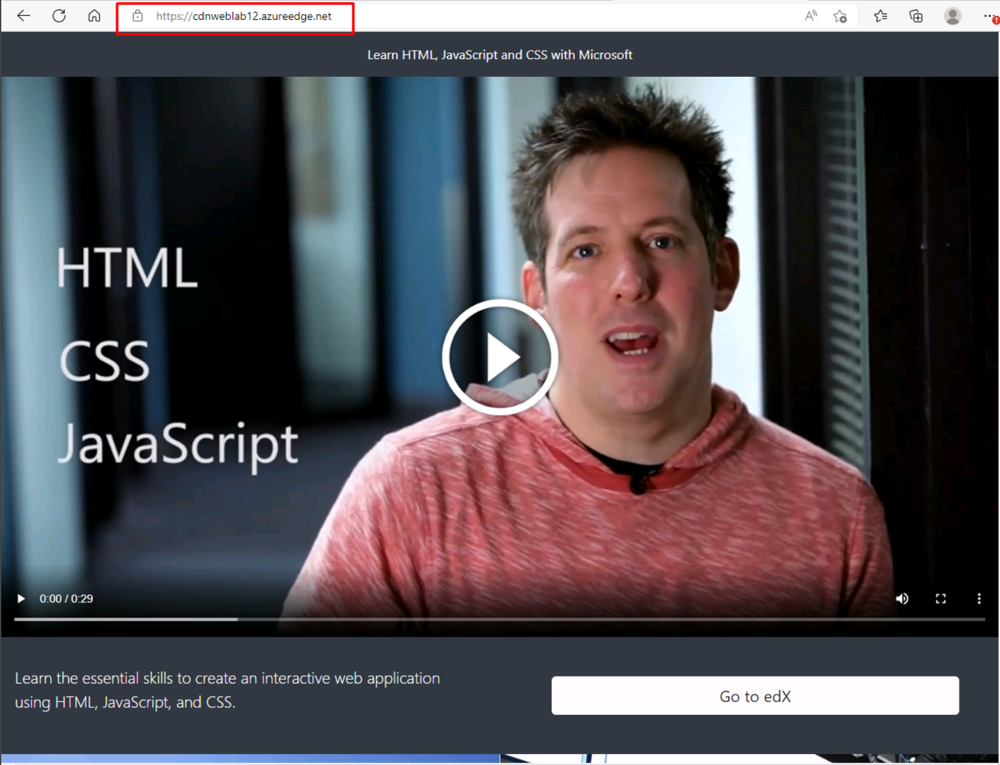 https://cdnweblab12.azureedge.net
Learn HTML, JavaScript and CSS with Microsoft
HTML
CSS
JavaScript
0:00 / 0:29
Learn the essential skills to create an interactive web application
using HTML, JavaScript, and CSS.
Go to edX